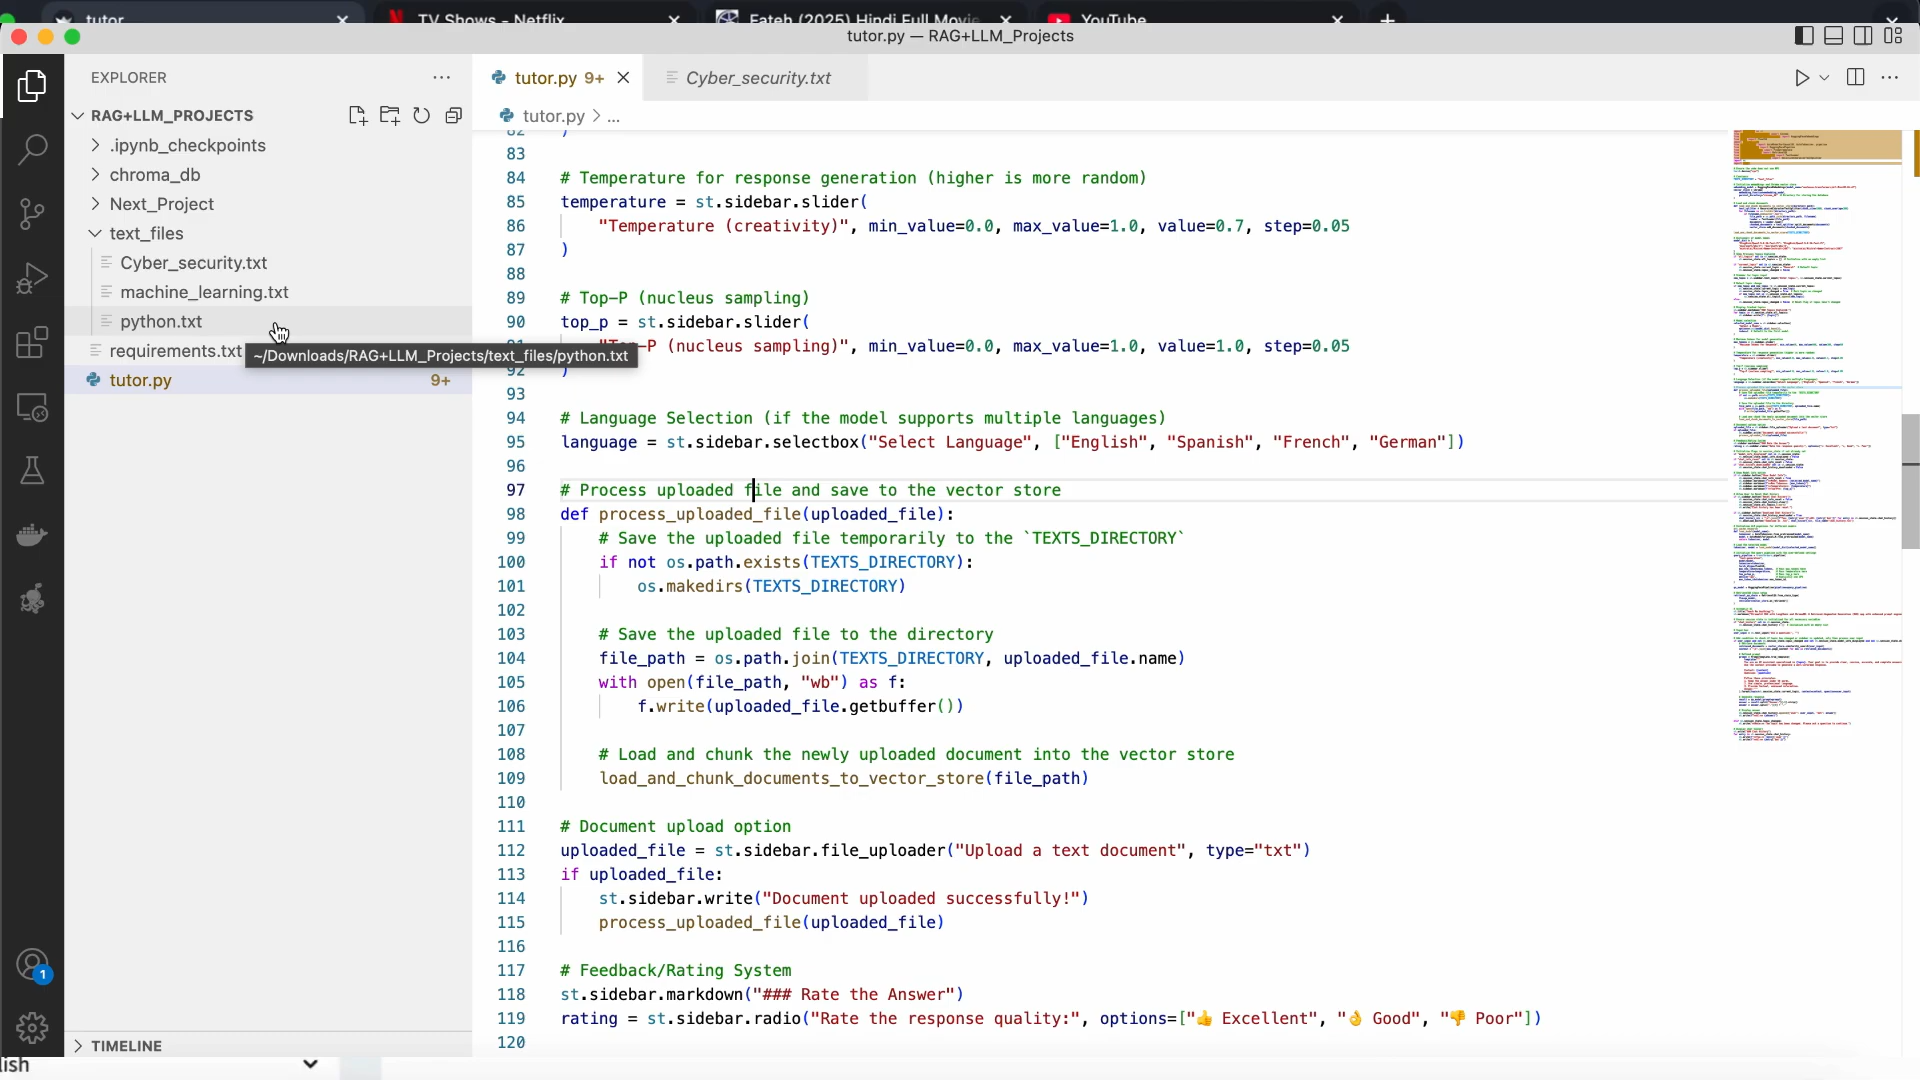 tutor
TV Shows - Netflix
Fateh (2025) Hindi Full Movie
YouTube
tutor.py — RAG+LLM_Projects
EXPLORER
tutor.py 9+
Cyber_security.txt
RAG+LLM_PROJECTS
tutor.py > ...
.ipynb_checkpoints
chroma_db
Next_Project
text_files
Cyber_security.txt
machine_learning.txt
python.txt
requirements.txt
~/Downloads/RAG+LLM_Projects/text_files/python.txt
tutor.py 9+
TIMELINE
1
lish
82 )
83
84 # Temperature for response generation (higher is more random)
85 temperature = st.sidebar.slider(
86 "Temperature (creativity)", min_value=0.0, max_value=1.0, value=0.7, step=0.05
87 )
88
89 # Top-P (nucleus sampling)
90 top_p = st.sidebar.slider(
-P (nucleus sampling)", min_value=0.0, max_value=1.0, value=1.0, step=0.05
92 )
93
94 # Language Selection (if the model supports multiple languages)
95 language = st.sidebar.selectbox("Select Language", ["English", "Spanish", "French", "German"])
96
97 # Process uploaded file and save to the vector store
98 def process_uploaded_file(uploaded_file):
99 # Save the uploaded file temporarily to the `TEXTS_DIRECTORY`
100 if not os.path.exists(TEXTS_DIRECTORY):
101 os.makedirs(TEXTS_DIRECTORY)
102
103 # Save the uploaded file to the directory
104 file_path = os.path.join(TEXTS_DIRECTORY, uploaded_file.name)
105 with open(file_path, "wb") as f:
106 f.write(uploaded_file.getbuffer())
107
108 # Load and chunk the newly uploaded document into the vector store
109 load_and_chunk_documents_to_vector_store(file_path)
110
111 # Document upload option
112 uploaded_file = st.sidebar.file_uploader("Upload a text document", type="txt")
113 if uploaded_file:
114 st.sidebar.write("Document uploaded successfully!")
115 process_uploaded_file(uploaded_file)
116
117 # Feedback/Rating System
118 st.sidebar.markdown("### Rate the Answer")
119 rating = st.sidebar.radio("Rate the response quality:", options=["👍 Excellent", "👌 Good", "👎 Poor"])
120